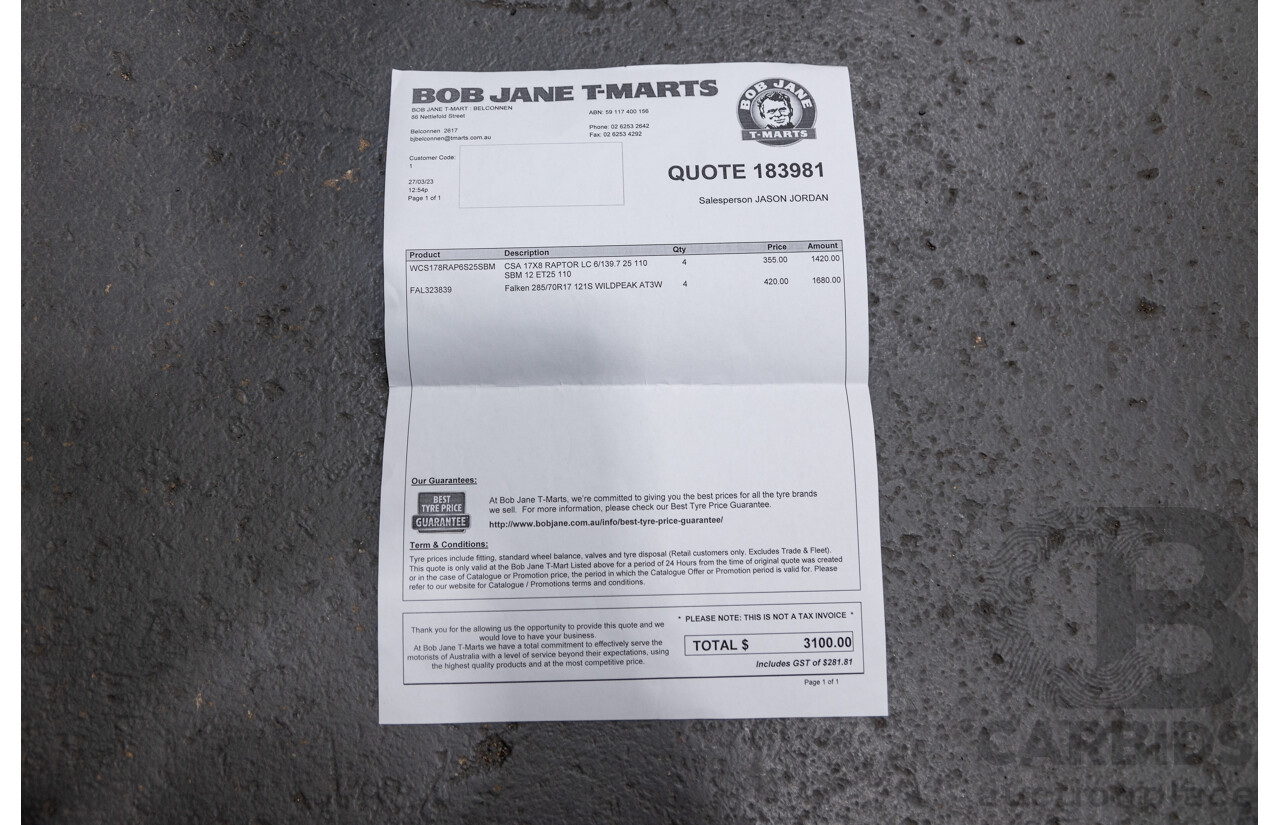 BOB JANE T-MARTS
BOB JANE T-MART : BELCONNEN
86 Nettlefold Street
ABN: 59 117 400 156
Belconnen 2617
bjbelconnen@tmarts.com.au
Phone: 02 6253 2642
Fax: 02 6253 4292
BOB JANE
T-MARTS
Customer Code:
1
27/03/23
12:54p
Page 1 of 1
QUOTE 183981
Salesperson JASON JORDAN
Product Description Qty Price Amount
WCS178RAP6S25SBM CSA 17X8 RAPTOR LC 6/139.7 25 110 4 355.00 1420.00
SBM 12 ET25 110
FAL323839 Falken 285/70R17 121S WILDPEAK AT3W 4 420.00 1680.00
Our Guarantees:
BEST
TYRE PRICE
GUARANTEE
At Bob Jane T-Marts, we're committed to giving you the best prices for all the tyre brands
we sell. For more information, please check our Best Tyre Price Guarantee.
http://www.bobjane.com.au/info/best-tyre-price-guarantee/
Term & Conditions:
Tyre prices include fitting, standard wheel balance, valves and tyre disposal (Retail customers only. Excludes Trade & Fleet).
This quote is only valid at the Bob Jane T-Mart Listed above for a period of 24 Hours from the time of original quote was created
or in the case of Catalogue or Promotion price, the period in which the Catalogue Offer or Promotion period is valid for. Please
refer to our website for Catalogue / Promotions terms and conditions.
Thank you for the allowing us the opportunity to provide this quote and we
would love to have your business.
At Bob Jane T-Marts we have a total commitment to effectively serve the
motorists of Australia with a level of service beyond their expectations, using
the highest quality products and at the most competitive price.
* PLEASE NOTE: THIS IS NOT A TAX INVOICE *
TOTAL $ 3100.00
Includes GST of $281.81
Page 1 of 1
CB
CARBIDS
auctionplace